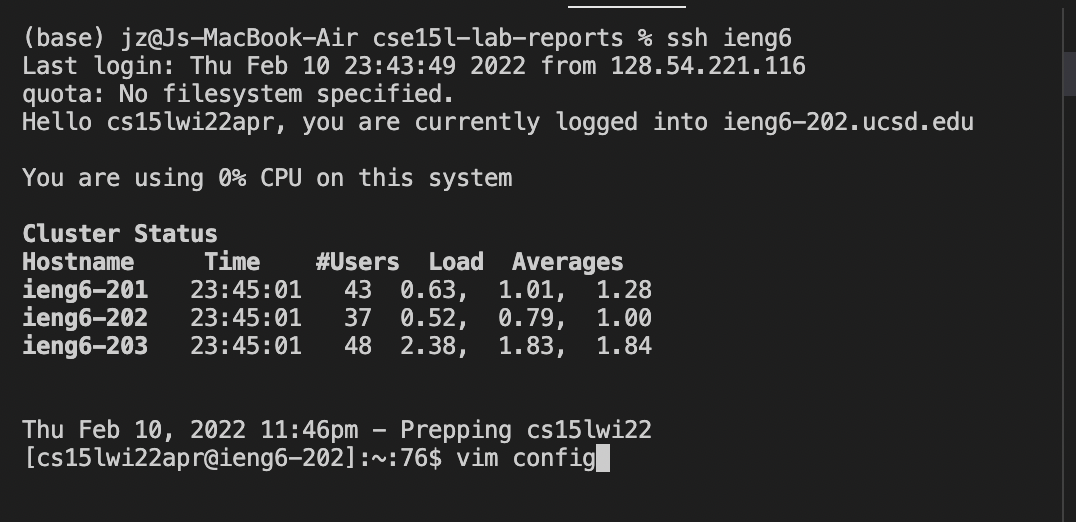 (base) jz@Js-MacBook-Air cse15l-lab-reports % ssh ieng6
Last login: Thu Feb 10 23:43:49 2022 from 128.54.221.116
quota: No filesystem specified.
Hello cs15lwi22apr, you are currently logged into ieng6-202.ucsd.edu
You are using 0% CPU on this system
Cluster Status
Hostname     Time    #Users  Load  Averages
ieng6-201   23:45:01   43  0.63,  1.01,  1.28
ieng6-202   23:45:01   37  0.52,  0.79,  1.00
ieng6-203   23:45:01   48  2.38,  1.83,  1.84
Thu Feb 10, 2022 11:46pm - Prepping cs15lwi22
[cs15lwi22apr@ieng6-202]:~:76$ vim config